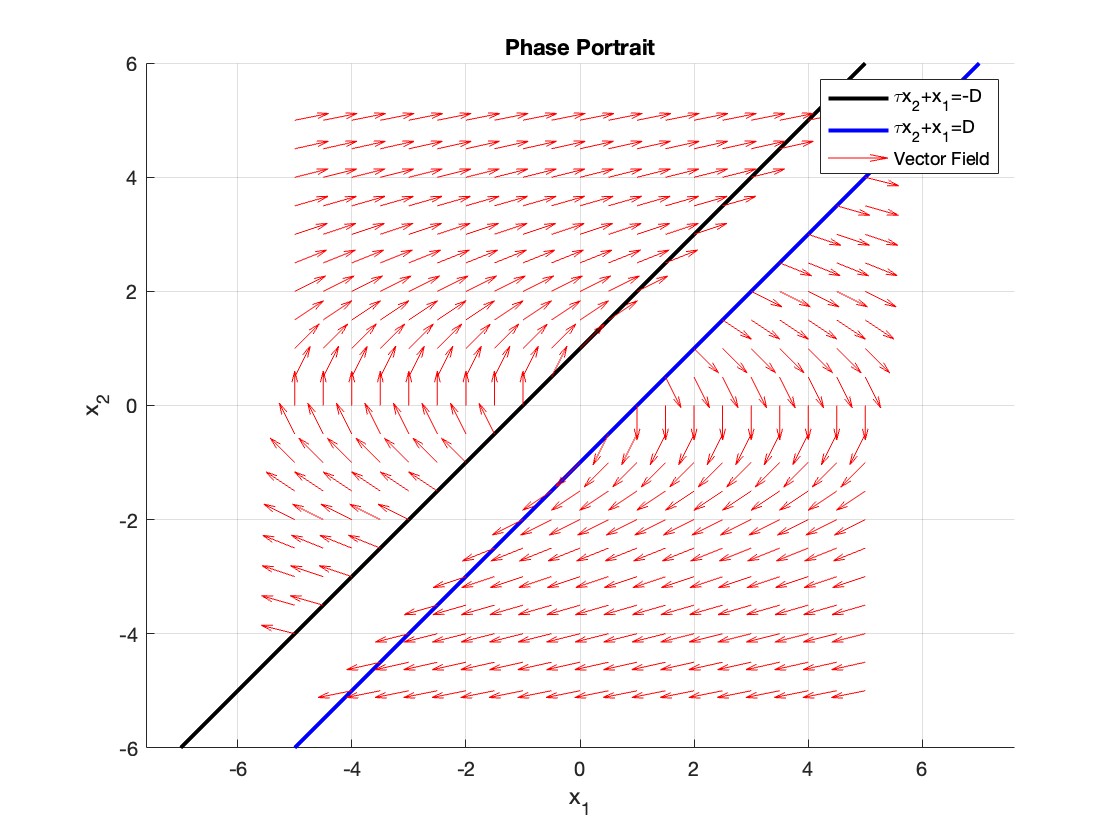 Phase Portrait
τx₂+x₁=-D
τx₂+x₁=D
Vector Field
6
4
2
0
-2
-4
-6
x₂
-6 -4 -2 0 2 4 6
x₁